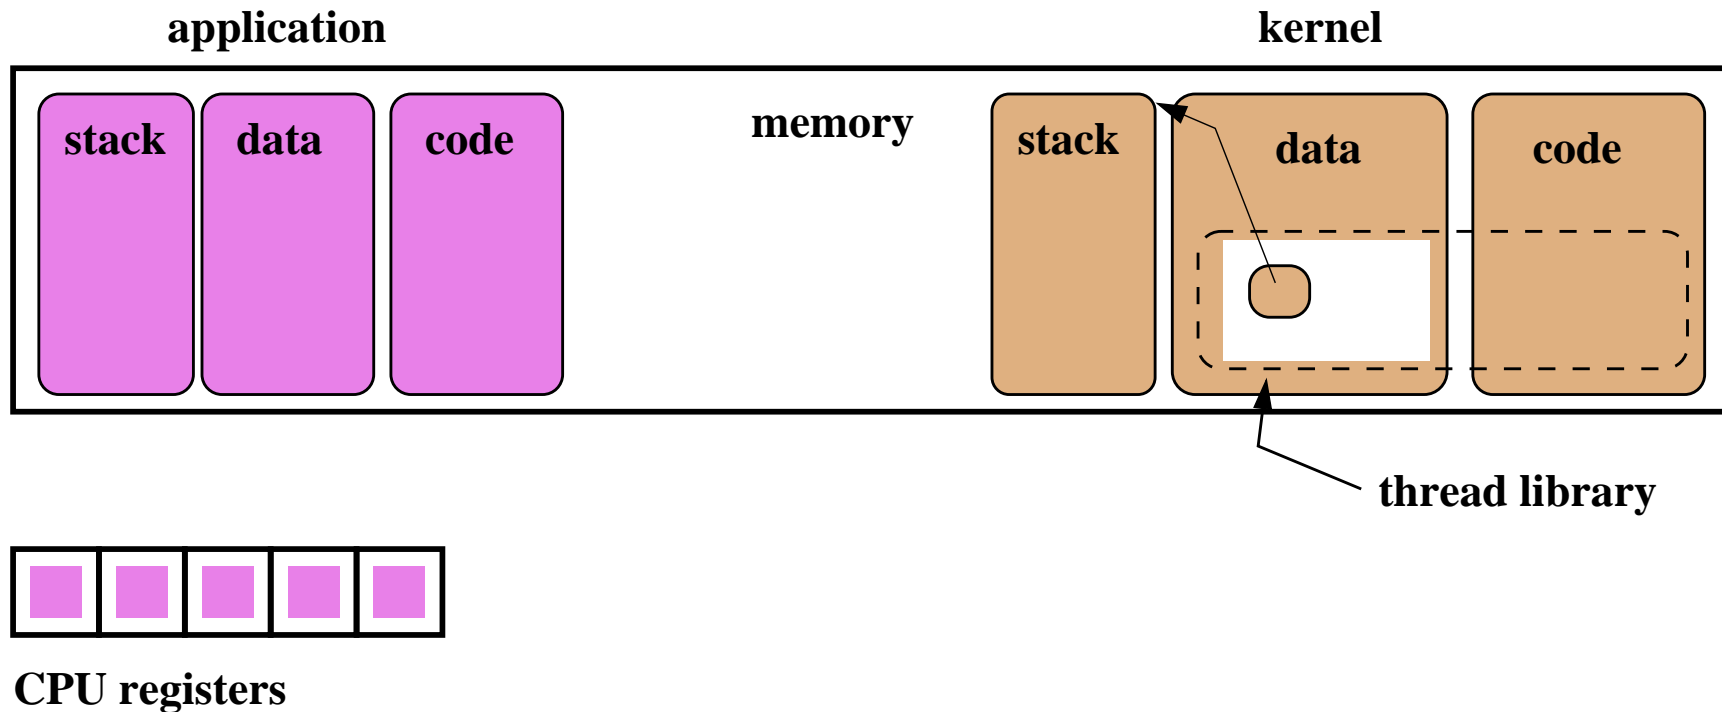 application
kernel
stack
data
code
memory
stack
data
code
thread library
CPU registers